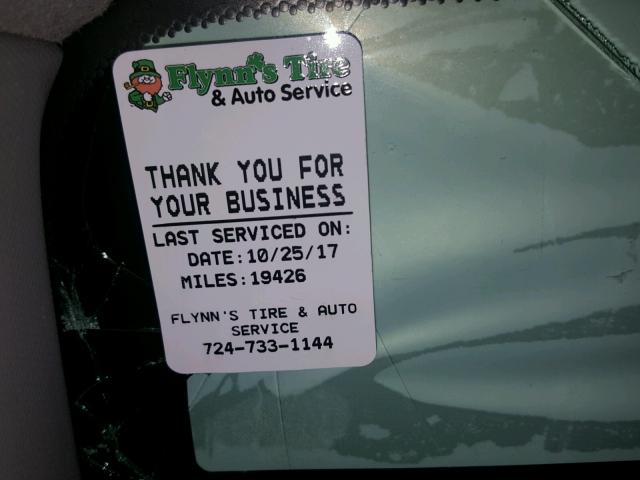 Flynn's Tire
& Auto Service
THANK YOU FOR
YOUR BUSINESS
LAST SERVICED ON:
DATE:10/25/17
MILES:19426
FLYNN'S TIRE & AUTO
SERVICE
724-733-1144